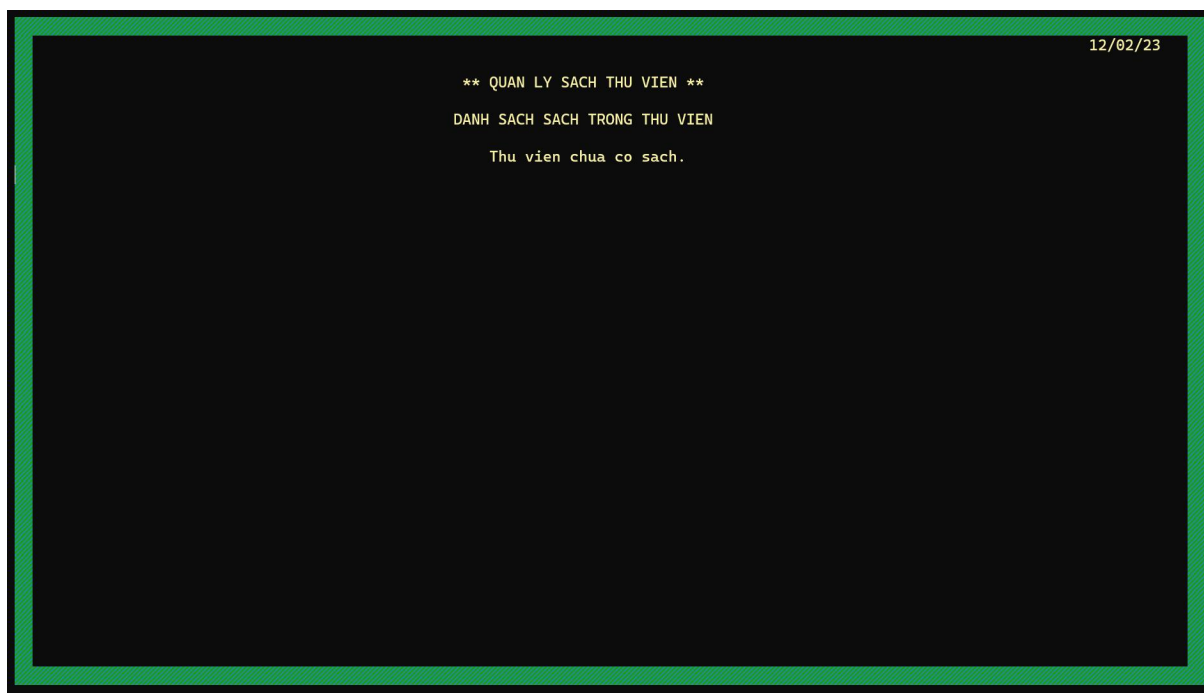 12/02/23
** QUAN LY SACH THU VIEN **
DANH SACH SACH TRONG THU VIEN
Thu vien chua co sach.